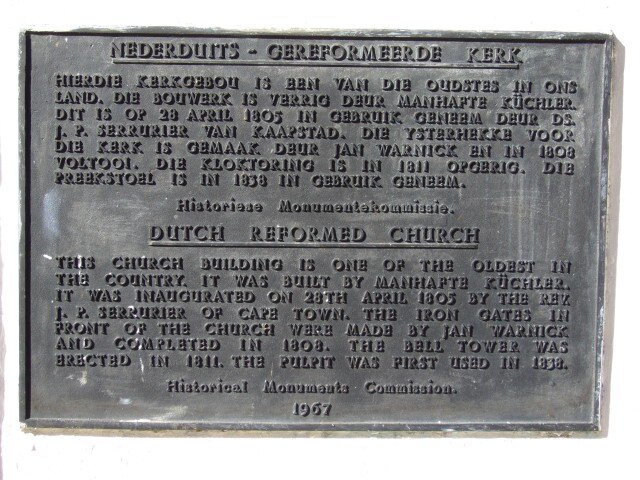 NEDERDUITS - GEREFORMEERDE KERK
HIERDIE KERKGEBOU IS EEN VAN DIE OUDSTES IN ONS
LAND. DIE BOUWERK IS VERRIG DEUR MANHAFTE KÜCHLER.
DIT IS OP 28 APRIL 1805 IN GEBRUIK GENEEM DEUR DS.
J. P. SERRURIER VAN KAAPSTAD. DIE YSTERHEKKE VOOR
DIE KERK IS GEMAAK DEUR JAN WARNICK EN IN 1808
VOLTOOI. DIE KLOKTORING IS IN 1811 OPGERIG. DIE
PREEKSTOEL IS IN 1838 IN GEBRUIK GENEEM.
Historiese Monumentekommissie.
DUTCH REFORMED CHURCH
THIS CHURCH BUILDING IS ONE OF THE OLDEST IN
THE COUNTRY. IT WAS BUILT BY MANHAFTE KÜCHLER.
IT WAS INAUGURATED ON 28TH APRIL 1805 BY THE REV.
J. P. SERRURIER OF CAPE TOWN. THE IRON GATES IN
FRONT OF THE CHURCH WERE MADE BY JAN WARNICK
AND COMPLETED IN 1808. THE BELL TOWER WAS
ERECTED IN 1811. THE PULPIT WAS FIRST USED IN 1838.
Historical Monuments Commission.
1967